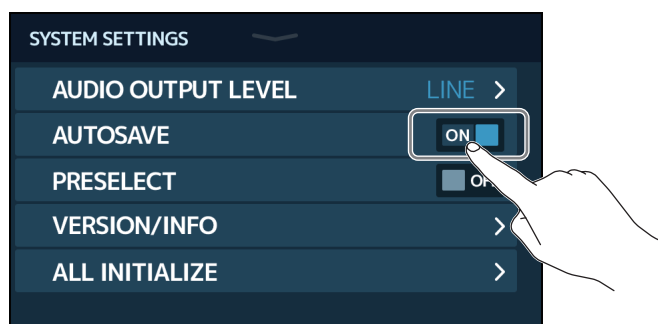 SYSTEM SETTINGS
AUDIO OUTPUT LEVEL LINE
AUTOSAVE ON
PRESELECT
VERSION/INFO
ALL INITIALIZE